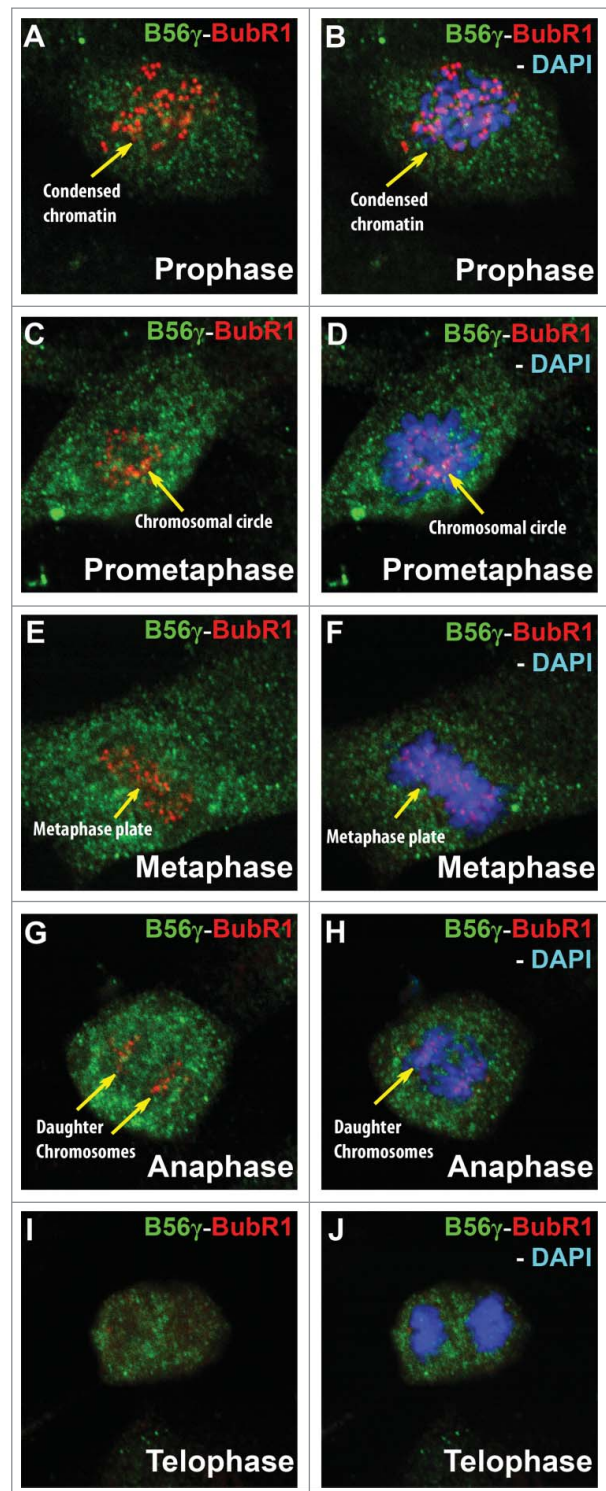 A
B56γ-BubR1
Condensed
chromatin
Prophase
B
B56γ-BubR1
- DAPI
Condensed
chromatin
Prophase
C
B56γ-BubR1
Chromosomal circle
Prometaphase
D
B56γ-BubR1
- DAPI
Chromosomal circle
Prometaphase
E
B56γ-BubR1
Metaphase plate
Metaphase
F
B56γ-BubR1
- DAPI
Metaphase plate
Metaphase
G
B56γ-BubR1
Daughter
Chromosomes
Anaphase
H
B56γ-BubR1
- DAPI
Daughter
Chromosomes
Anaphase
I
B56γ-BubR1
Telophase
J
B56γ-BubR1
- DAPI
Telophase